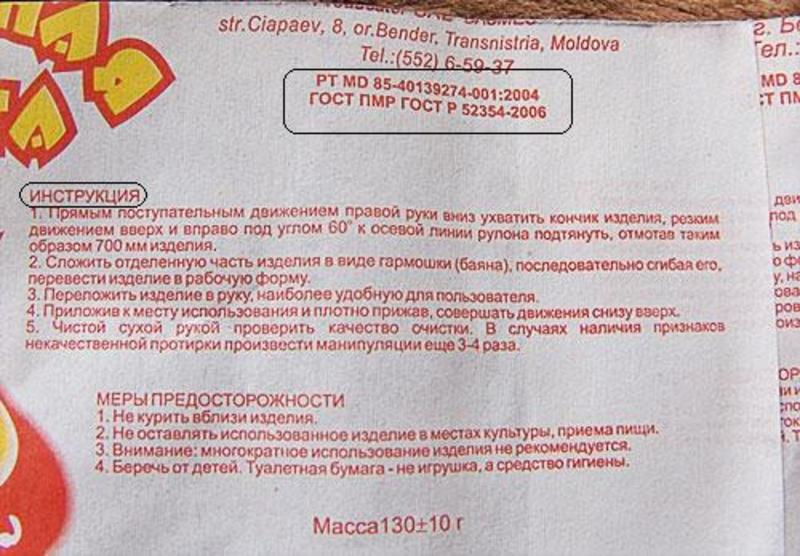 str.Ciapaev, 8, or.Bender, Transnistria, Moldova
Tel.:(552) 6-59-37
РТ MD 85-40139274-001:2004
ГОСТ ПМР ГОСТ Р 52354-2006
ИНСТРУКЦИЯ
1. Прямым поступательным движением правой руки вниз ухватить кончик изделия, резким
движением вверх и вправо под углом 60° к осевой линии рулона подтянуть, отмотав таким
образом 700 мм изделия.
2. Сложить отделенную часть изделия в виде гармошки (баяна), последовательно сгибая его,
перевести изделие в рабочую форму.
3. Переложить изделие в руку, наиболее удобную для пользователя.
4. Приложив к месту использования и плотно прижав, совершать движения снизу вверх.
5. Чистой сухой рукой проверить качество очистки. В случаях наличия признаков
некачественной протирки произвести манипуляции еще 3-4 раза.
МЕРЫ ПРЕДОСТОРОЖНОСТИ
1. Не курить вблизи изделия.
2. Не оставлять использованное изделие в местах культуры, приема пищи.
3. Внимание: многократное использование изделия не рекомендуется.
4. Беречь от детей. Туалетная бумага - не игрушка, а средство гигиены.
Масса130±10 г